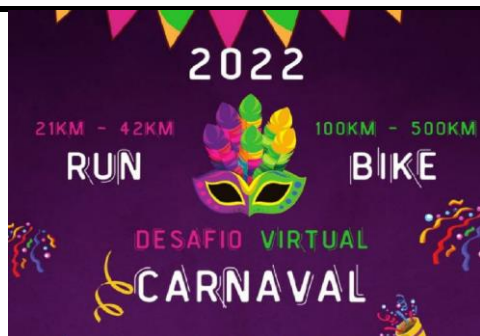 2022
21KM - 42KM
RUN
100KM - 500KM
BIKE
DESAFIO VIRTUAL
CARNAVAL